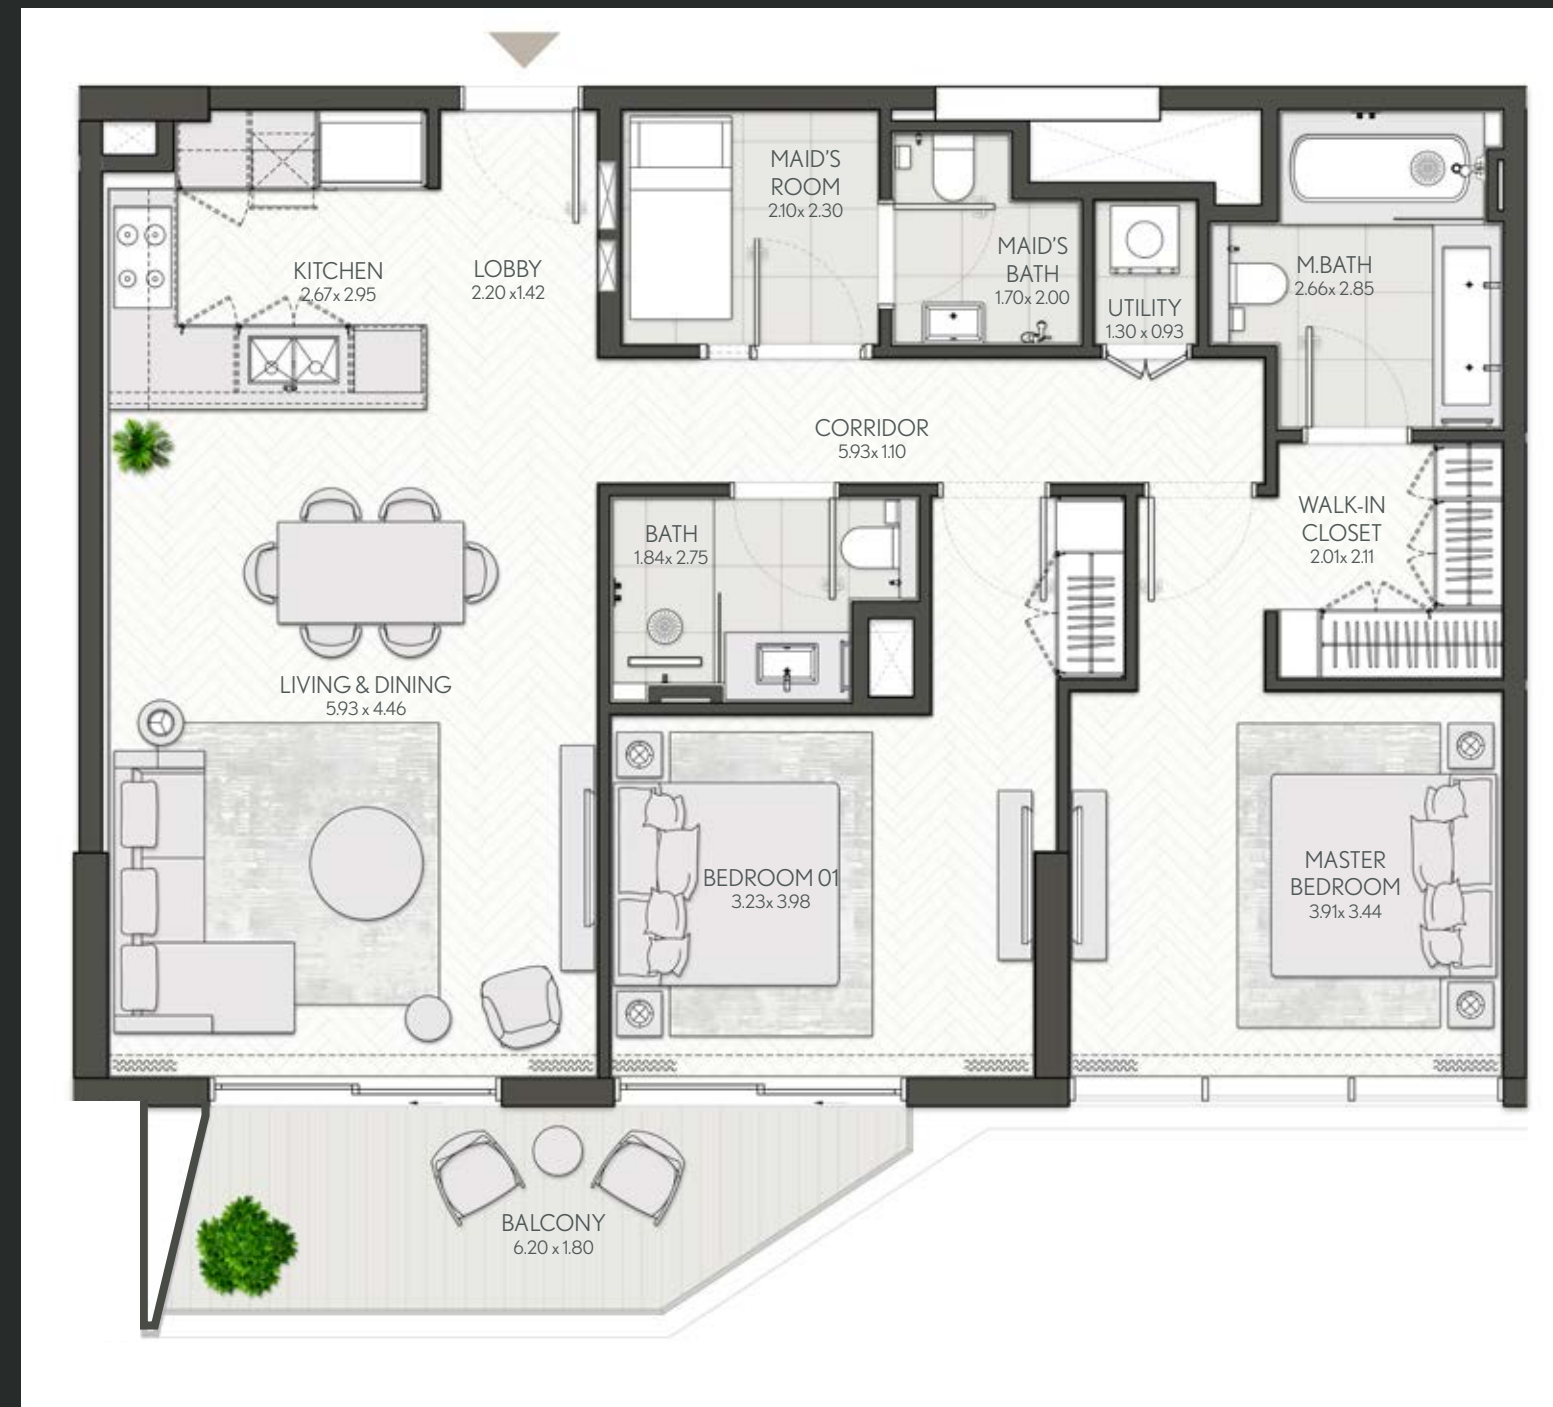 MAID'S
ROOM
2.10x 2.30
MAID'S
BATH
1.70x 2.00
KITCHEN
2.67x 2.95
LOBBY
2.20 x1.42
UTILITY
1.30 x 0.93
M.BATH
2.66x 2.85
CORRIDOR
5.93x 1.10
BATH
1.84x 2.75
WALK-IN
CLOSET
2.01x 2.11
LIVING & DINING
5.93 x 4.46
BEDROOM 01
3.23x 3.98
MASTER
BEDROOM
3.91x 3.44
BALCONY
6.20 x 1.80